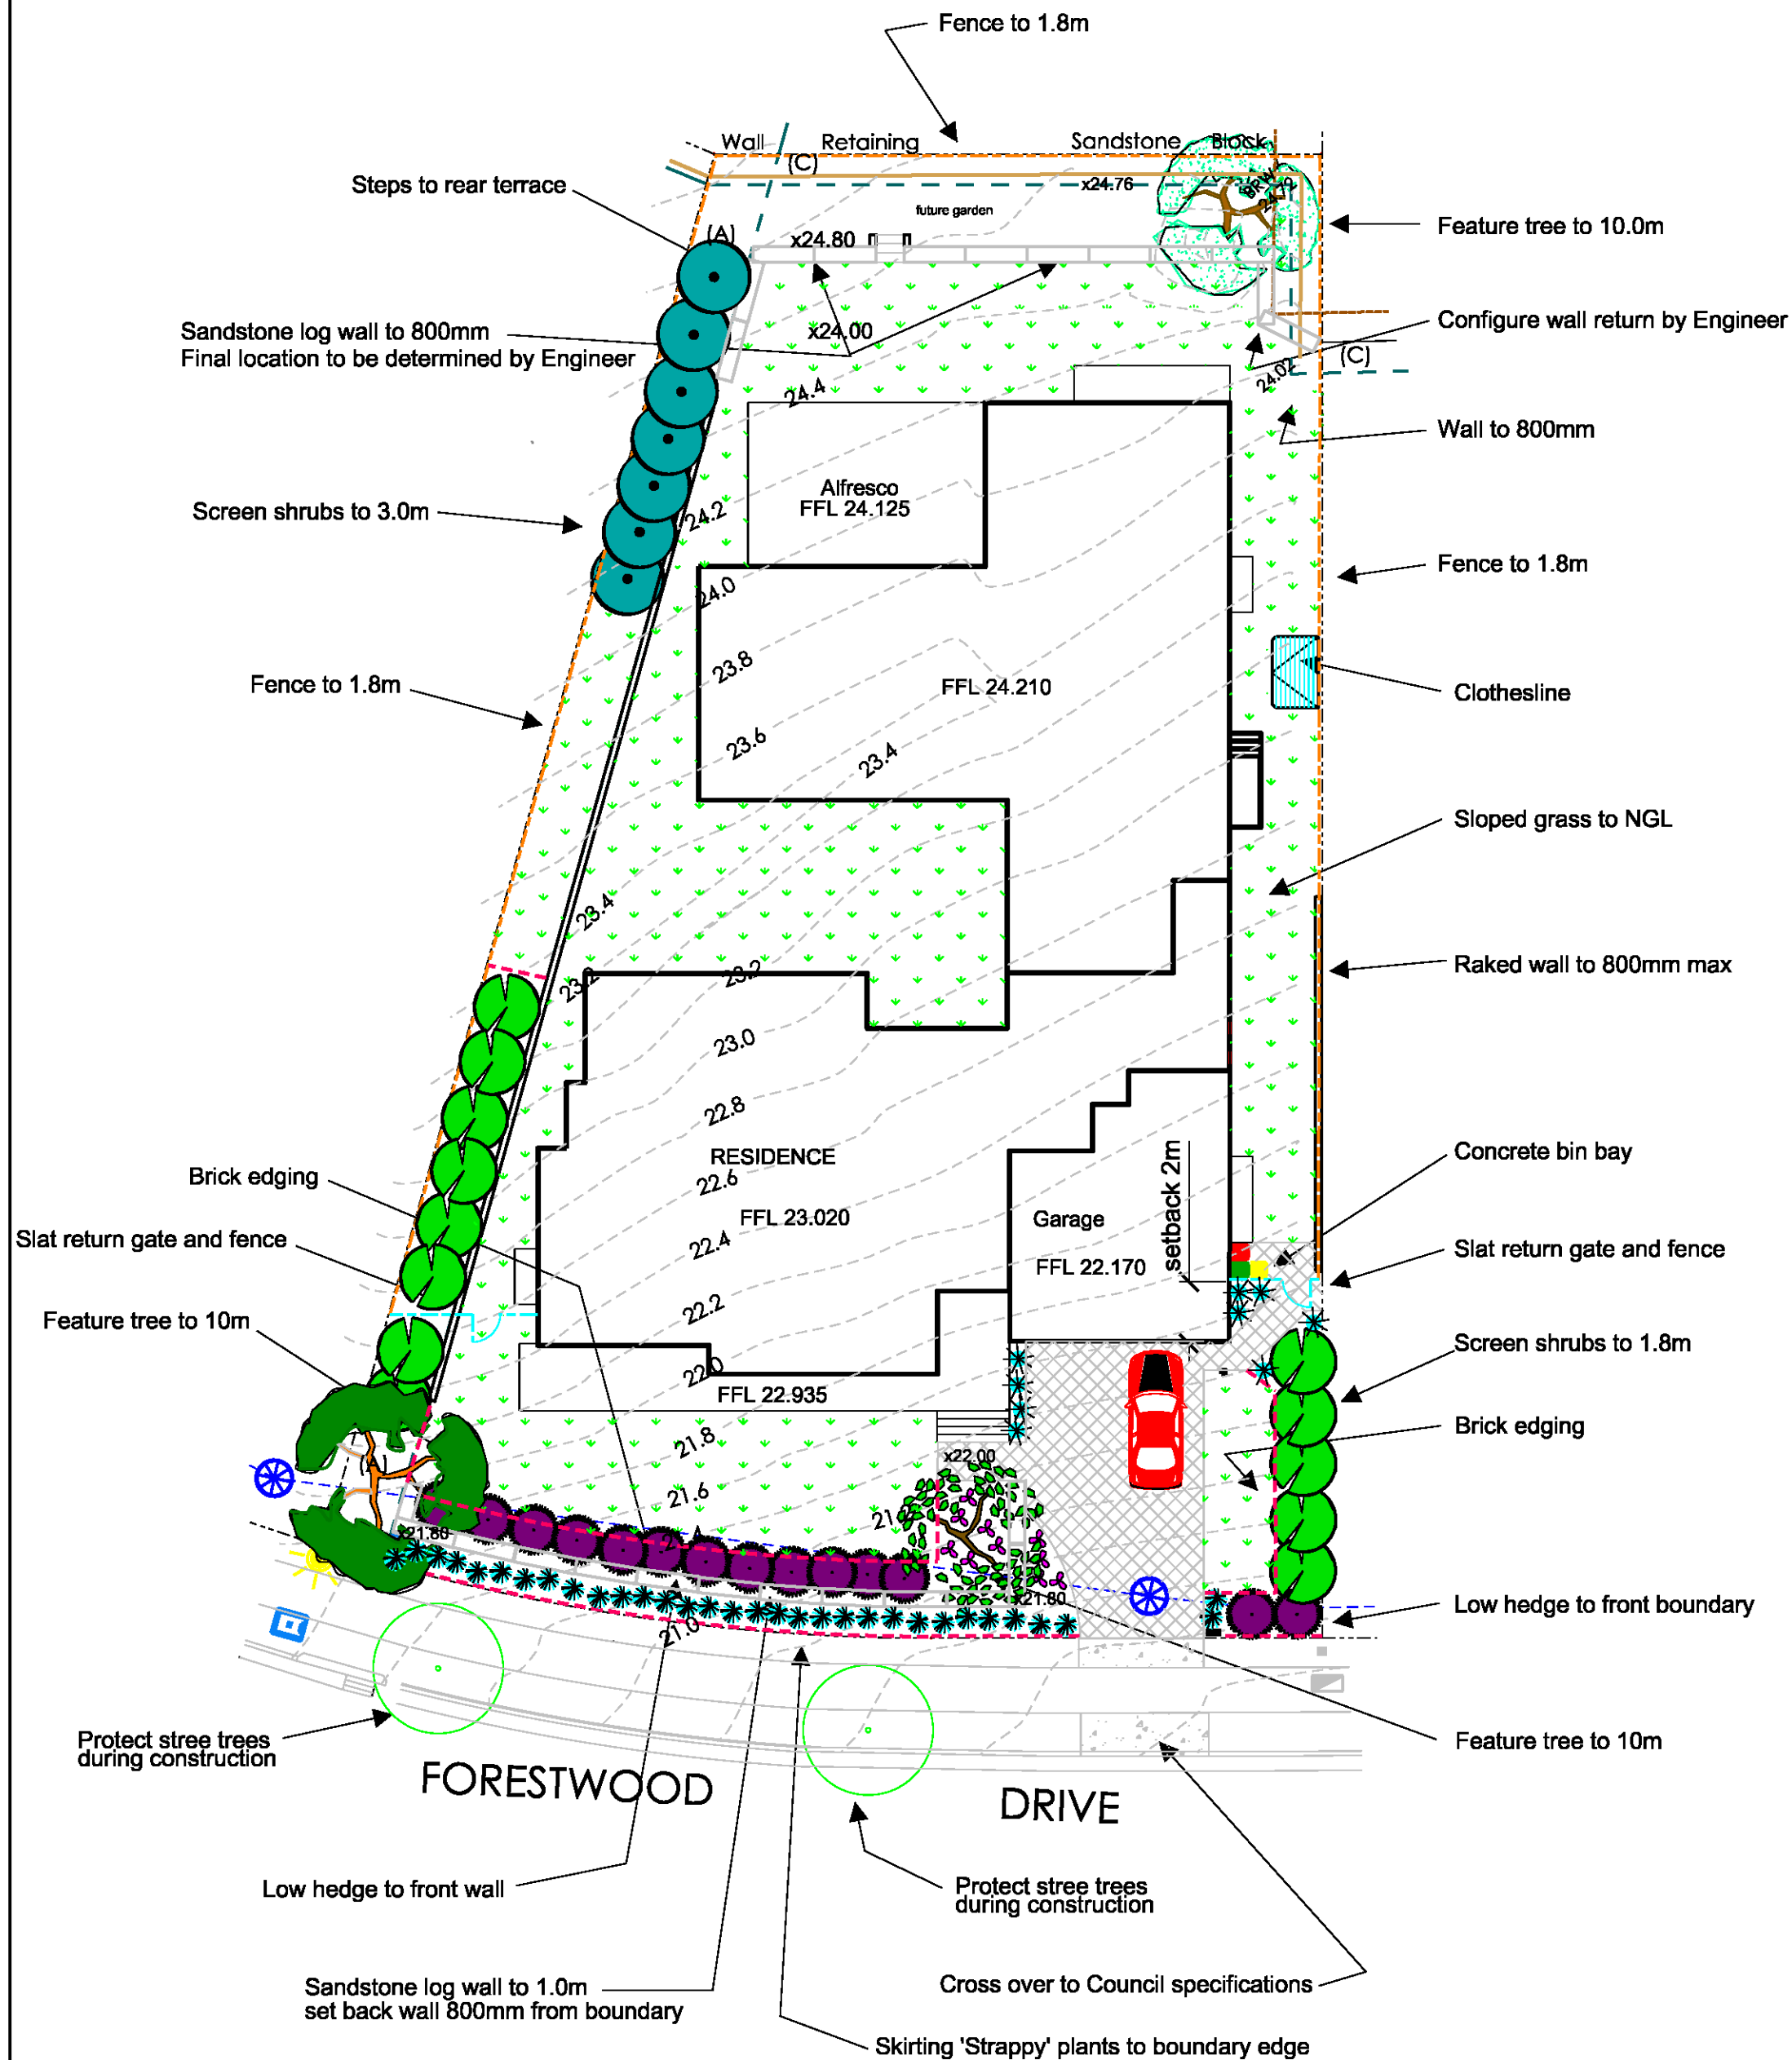 Fence to 1.8m
Wall Retaining Sandstone Block
(C)
Steps to rear terrace
x24.76
BRW
24.72
future garden
Feature tree to 10.0m
(A)
x24.80
Sandstone log wall to 800mm
Final location to be determined by Engineer
x24.00
Configure wall return by Engineer
(C)
24.02
24.4
Wall to 800mm
Alfresco
FFL 24.125
Screen shrubs to 3.0m
24.2
Fence to 1.8m
24.0
23.8
Fence to 1.8m
FFL 24.210
Clothesline
23.6
23.4
Sloped grass to NGL
23.4
Raked wall to 800mm max
23.2
23.2
23.0
22.8
RESIDENCE
Concrete bin bay
Brick edging
22.6
setback 2m
FFL 23.020
Garage
Slat return gate and fence
22.4
Slat return gate and fence
FFL 22.170
22.2
Feature tree to 10m
Screen shrubs to 1.8m
22.0
FFL 22.935
Brick edging
21.8
x22.00
(A)
21.6
21.2
x21.80
x21.80
Low hedge to front boundary
21.0
Protect stree trees
during construction
Feature tree to 10m
FORESTWOOD DRIVE
Low hedge to front wall
Protect stree trees
during construction
Sandstone log wall to 1.0m
set back wall 800mm from boundary
Cross over to Council specifications
Skirting 'Strappy' plants to boundary edge